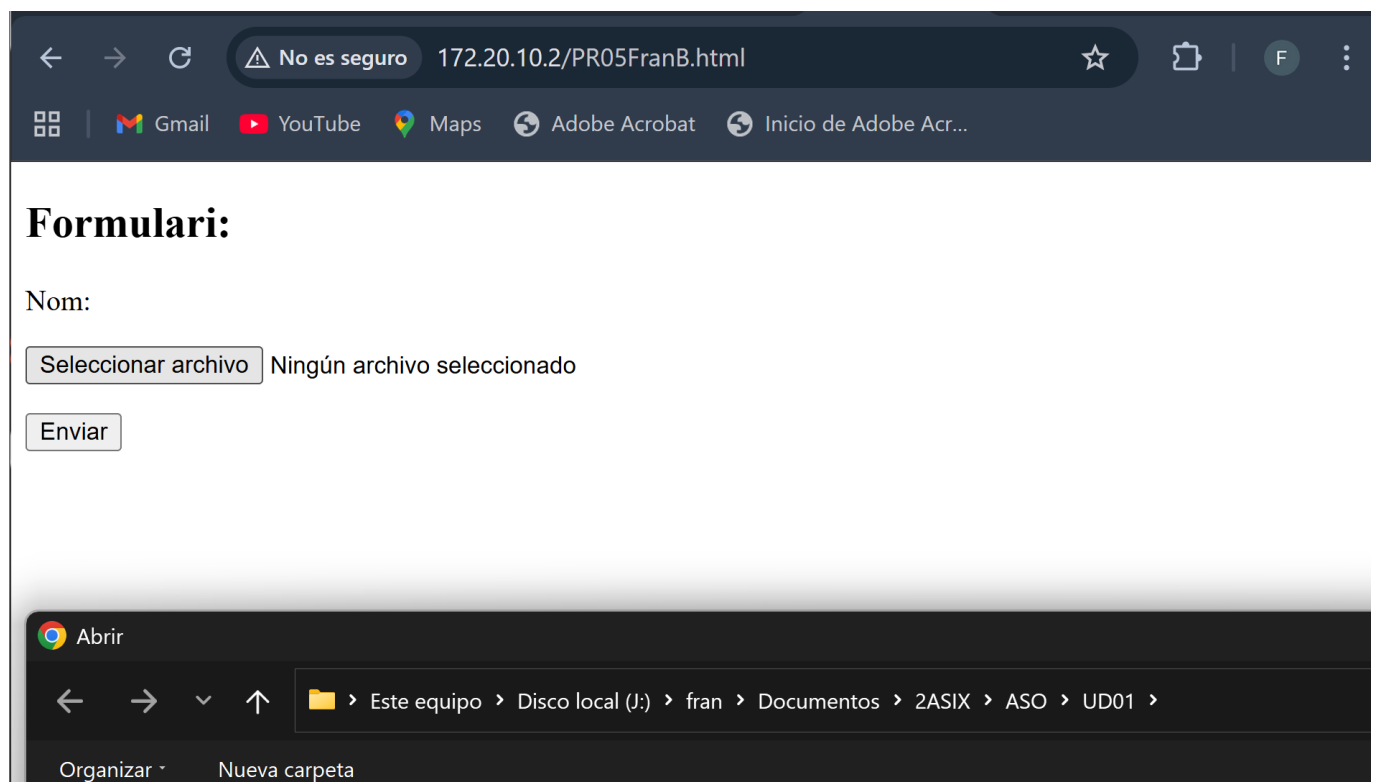 No es seguro 172.20.10.2/PR05FranB.html F
Gmail YouTube Maps Adobe Acrobat Inicio de Adobe Acr...
Formulari:
Nom:
Seleccionar archivo Ningún archivo seleccionado
Enviar
Abrir
Este equipo > Disco local (J:) > fran > Documentos > 2ASIX > ASO > UD01 >
Organizar Nueva carpeta